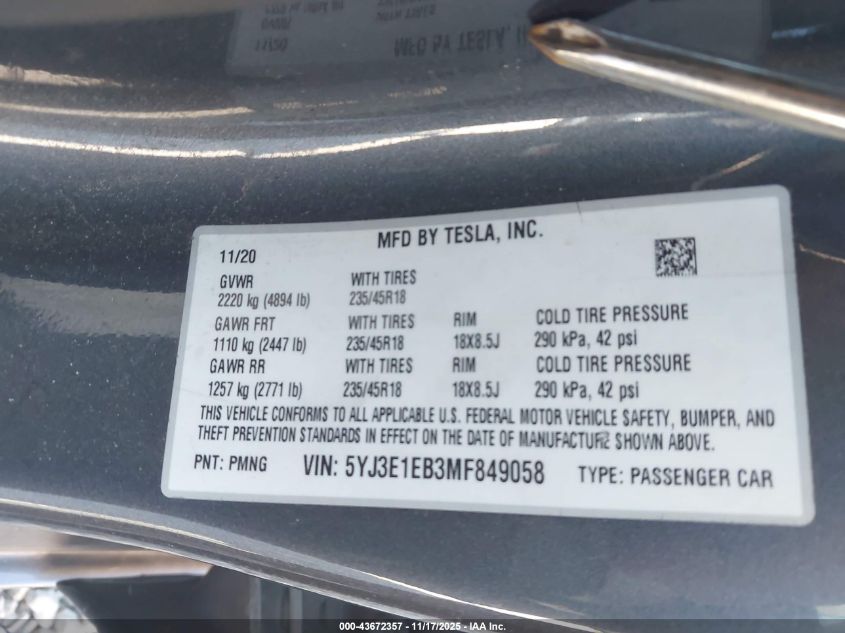 MFD BY TESLA, INC.
11/20
GVWR WITH TIRES
2220 kg (4894 lb) 235/45R18
GAWR FRT WITH TIRES RIM COLD TIRE PRESSURE
1110 kg (2447 lb) 235/45R18 18X8.5J 290 kPa, 42 psi
GAWR RR WITH TIRES RIM COLD TIRE PRESSURE
1257 kg (2771 lb) 235/45R18 18X8.5J 290 kPa, 42 psi
THIS VEHICLE CONFORMS TO ALL APPLICABLE U.S. FEDERAL MOTOR VEHICLE SAFETY, BUMPER, AND
THEFT PREVENTION STANDARDS IN EFFECT ON THE DATE OF MANUFACTURE SHOWN ABOVE.
PNT: PMNG VIN: 5YJ3E1EB3MF849058 TYPE: PASSENGER CAR
000-43672357 - 11/17/2025 - IAA Inc.